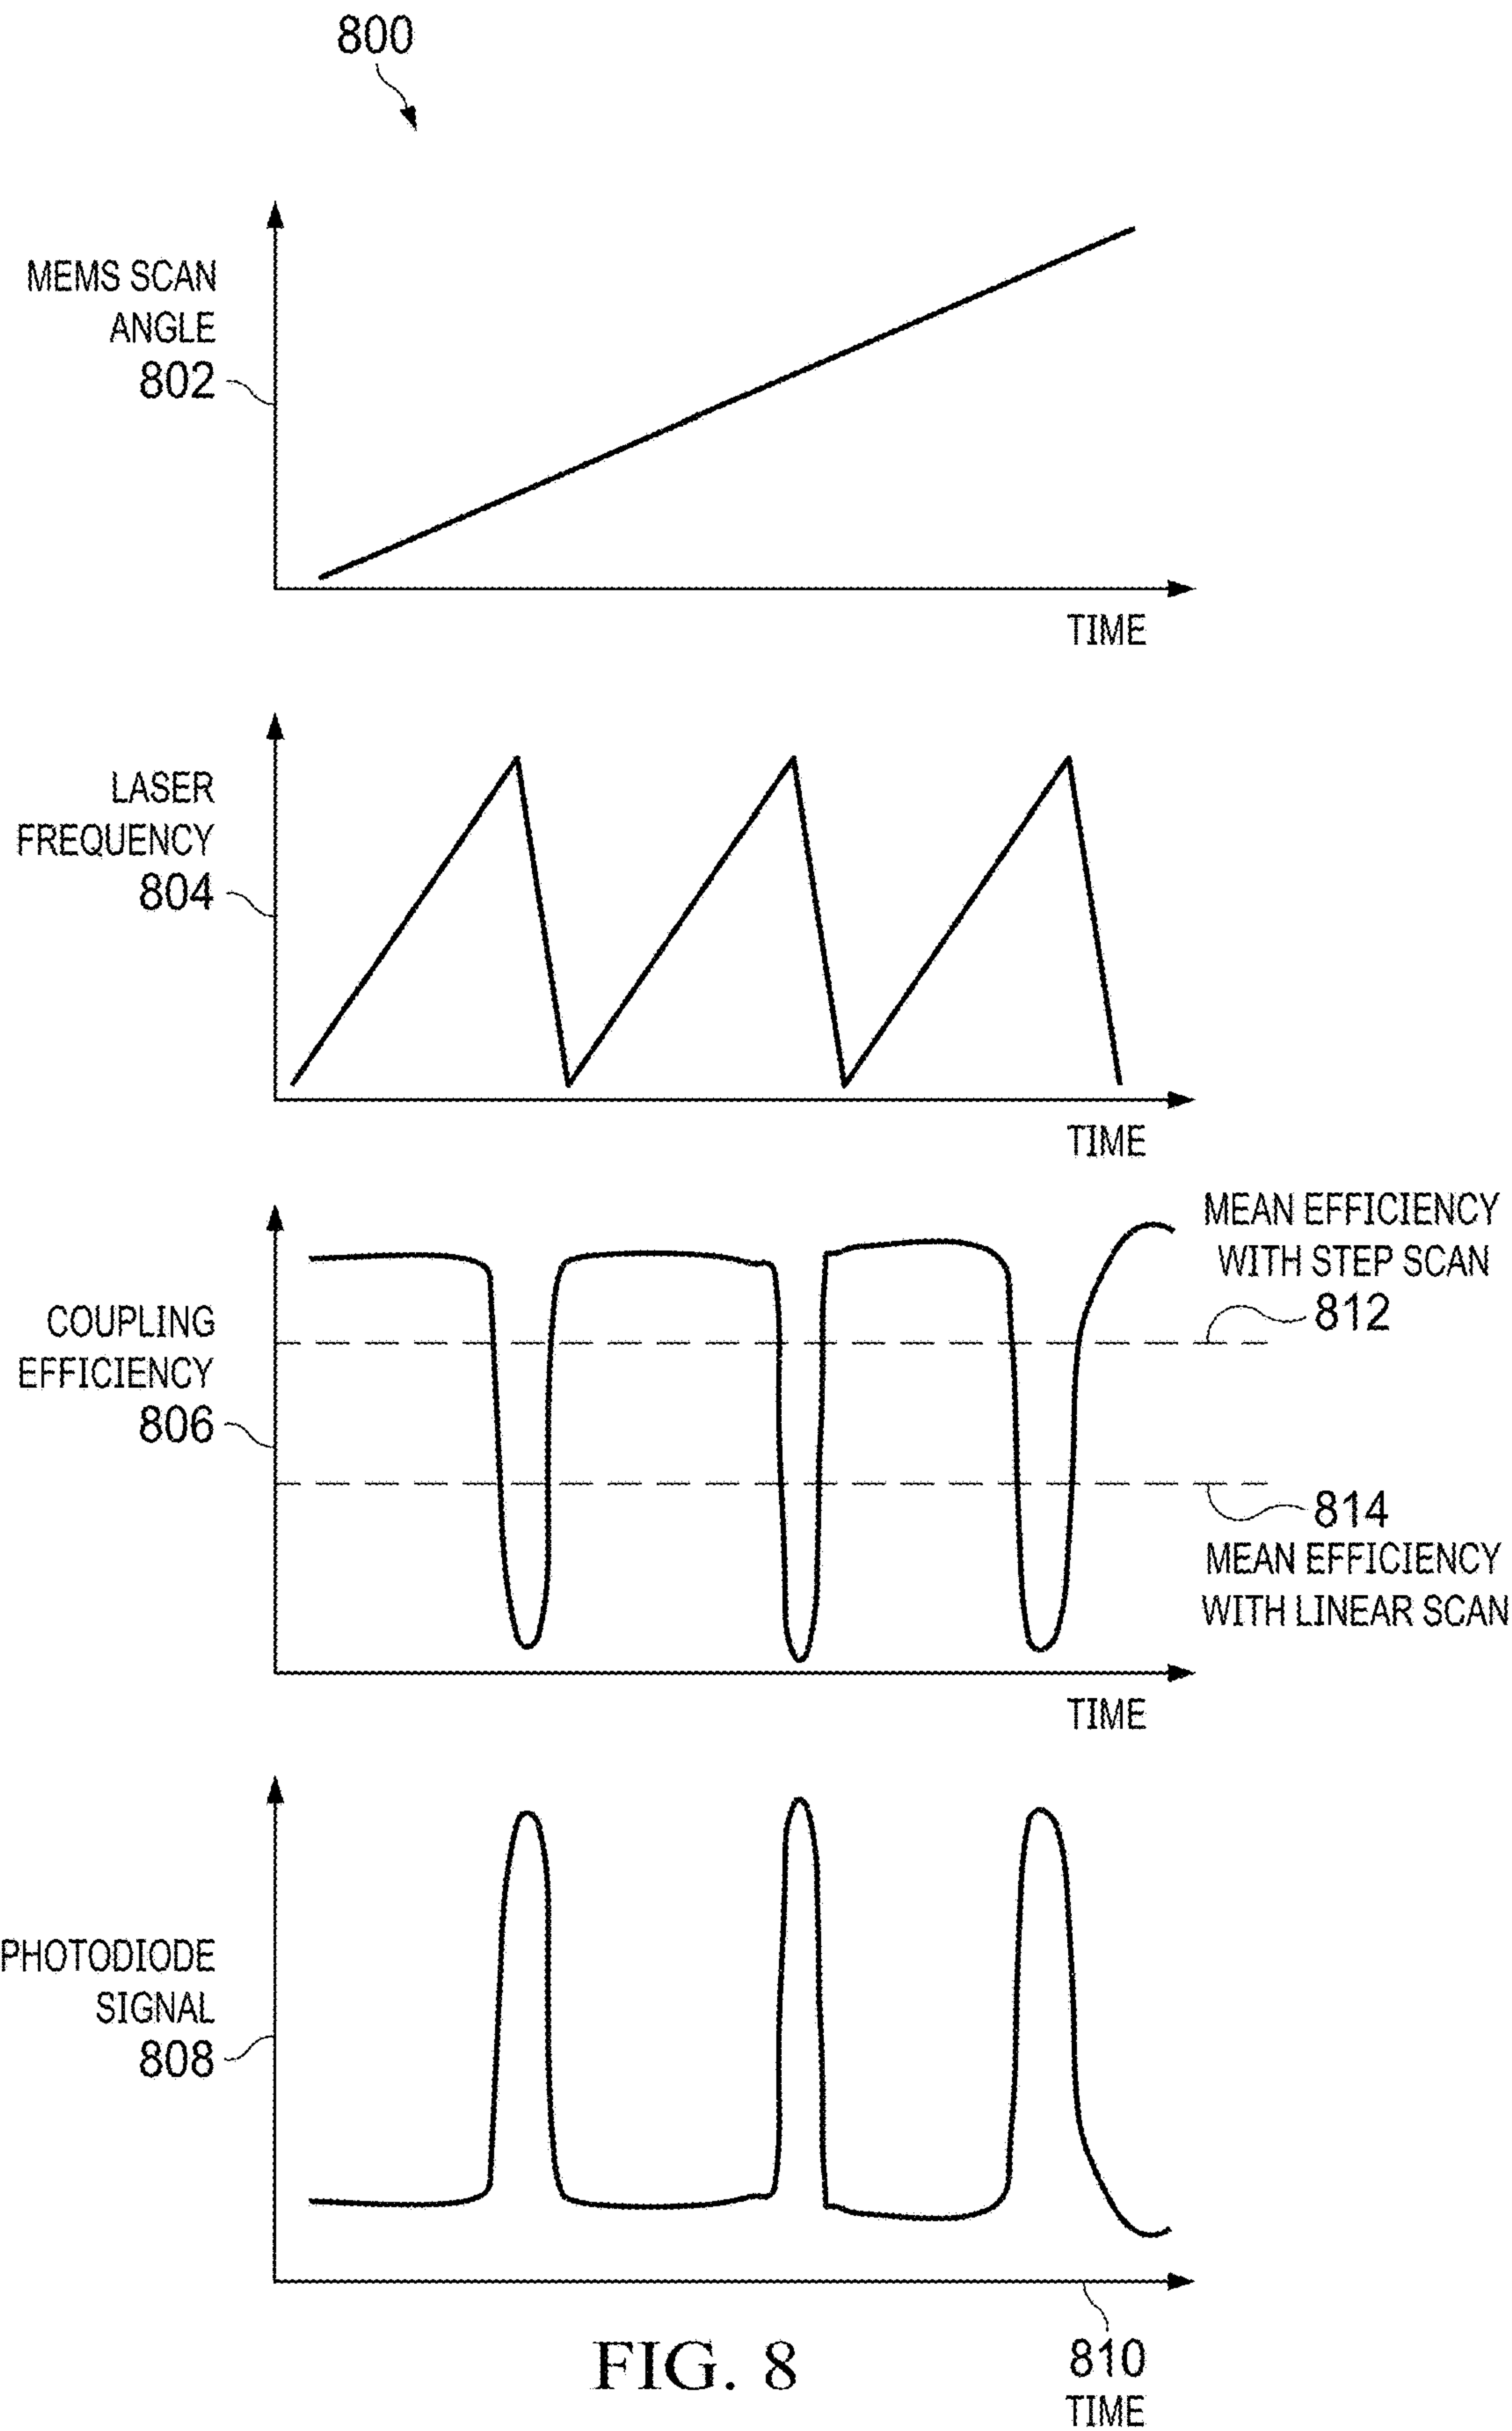 800
MEMS SCAN
ANGLE
802
TIME
LASER
FREQUENCY
804
TIME
MEAN EFFICIENCY
WITH STEP SCAN
812
COUPLING
EFFICIENCY
806
814
MEAN EFFICIENCY
WITH LINEAR SCAN
TIME
PHOTODIODE
SIGNAL
808
810
TIME
FIG. 8